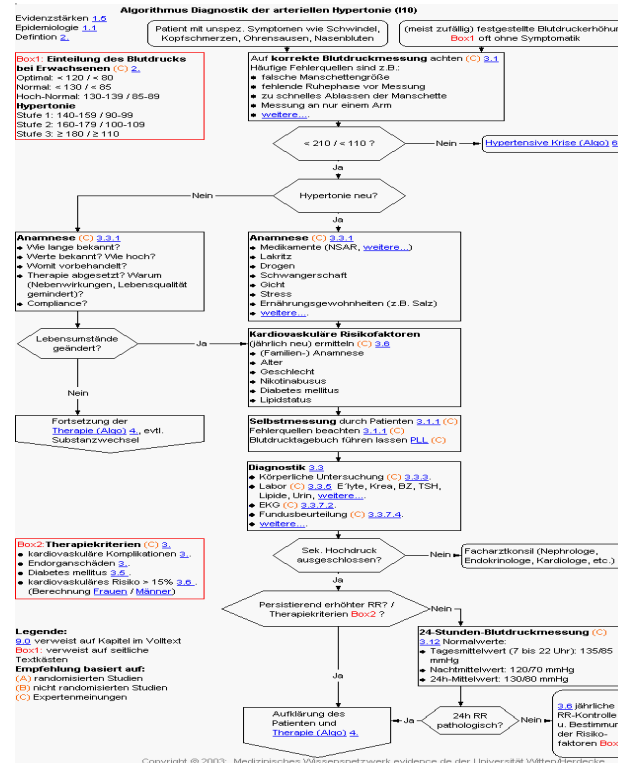 Algorithmus Diagnostik der arteriellen Hypertonie (I10)
Evidenzstärken 1.5
Epidemiologie 1.1
Defintion 2.
Patient mit unspez. Symptomen wie Schwindel,
Kopfschmerz, Ohrensausen, Nasenbluten
(meist zufällig) festgestellte Blutdruckerhöhu
Box1 oft ohne Symptomatik
Box1: Einteilung des Blutdrucks
bei Erwachsenen (C) 2.
Optimal: < 120 / < 80
Normal: < 130 / < 85
Hoch-Normal: 130-139 / 85-89
Hypertonie
Stufe 1: 140-159 / 90-99
Stufe 2: 160-179 / 100-109
Stufe 3: ≥ 180 / ≥ 110
Auf korrekte Blutdruckmessung achten (C) 3.1
Häufige Fehlerquellen sind z.B.:
falsche Manschettengröße
fehlende Ruhephase vor Messung
zu schnelles Ablassen der Manschette
Messung an nur einem Arm
weitere...
< 210 / < 110 ?
Nein
Hypertensive Krise (Algo) 6
Ja
Nein
Hypertonie neu?
Ja
Anamnese (C) 3.3.1
Wie lange bekannt?
Werte bekannt? Wie hoch?
Womit vorbehandelt?
Therapie abgesetzt? Warum
(Nebenwirkungen, Lebensqualität
gemindert)?
Compliance?
Anamnese (C) 3.3.1
Medikamente (NSAR, weitere...)
Lakritz
Drogen
Schwangerschaft
Gicht
Stress
Ernährungsgewohnheiten (z.B. Salz)
weitere...
Lebensumstände
geändert?
Ja
Kardiovaskuläre Risikofaktoren
(jährlich neu) ermitteln (C) 3.6
(Familien-) Anamnese
Alter
Geschlecht
Nikotinabusus
Diabetes mellitus
Lipidstatus
Nein
Fortsetzung der
Therapie (Algo) 4., evtl.
Substanzwechsel
Selbstmessung durch Patienten 3.1.1 (C)
Fehlerquellen beachten 3.1.1 (C)
Blutdrucktagebuch führen lassen PLL (C)
Diagnostik 3.3
Körperliche Untersuchung (C) 3.3.3.
Labor (C) 3.3.5 E'lyte, Krea, BZ, TSH,
Lipide, Urin, weitere...
EKG (C) 3.3.7.2.
Fundusbeurteilung (C) 3.3.7.4.
weitere...
Box2:Therapiekriterien (C) 3.
kardiovaskuläre Komplikationen 3.
Endorganschäden 3.
Diabetes mellitus 3.5.
kardiovaskuläres Risiko > 15% 3.6.
(Berechnung Frauen / Männer)
Sek. Hochdruck
ausgeschlossen?
Nein
Facharztkonsil (Nephrologe,
Endokrinologe, Kardiologe, etc.)
Ja
Persistierend erhöhter RR? /
Therapiekriterien Box2 ?
Nein
Legende:
9.0 verweist auf Kapitel im Volltext
Box1: verweist auf seitliche
Textkästen
Empfehlung basiert auf:
(A) randomisierten Studien
(B) nicht randomisierten Studien
(C) Expertenmeinungen
24-Stunden-Blutdruckmessung (C)
3.12 Normalwerte:
Tagesmittelwert (7 bis 22 Uhr): 135/85
mmHg
Nachtmittelwert: 120/70 mmHg
24h-Mittelwert: 130/80 mmHg
Ja
Aufklärung des
Patienten und
Therapie (Algo) 4.
Ja
24h RR
pathologisch?
Nein
3.6 jährliche
RR-Kontrolle
u. Bestimmun
der Risiko-
faktoren Box
Copyright © 2003: Medizinisches Wissensnetzwerk evidence.de der Universität Witten/Herdecke